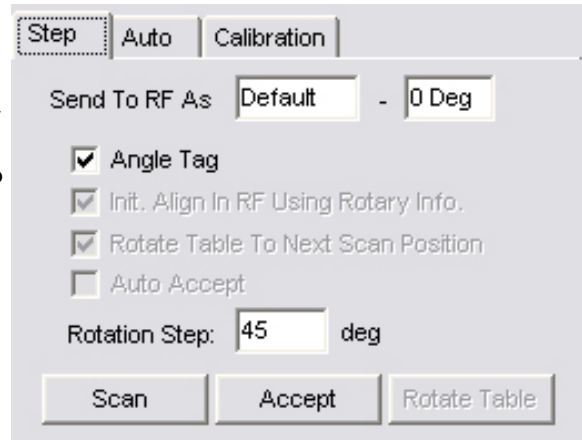 Step Auto Calibration
Send To RF As Default - 0 Deg
Angle Tag
Init. Align In RF Using Rotary Info.
Rotate Table To Next Scan Position
Auto Accept
Rotation Step: 45 deg
Scan Accept Rotate Table